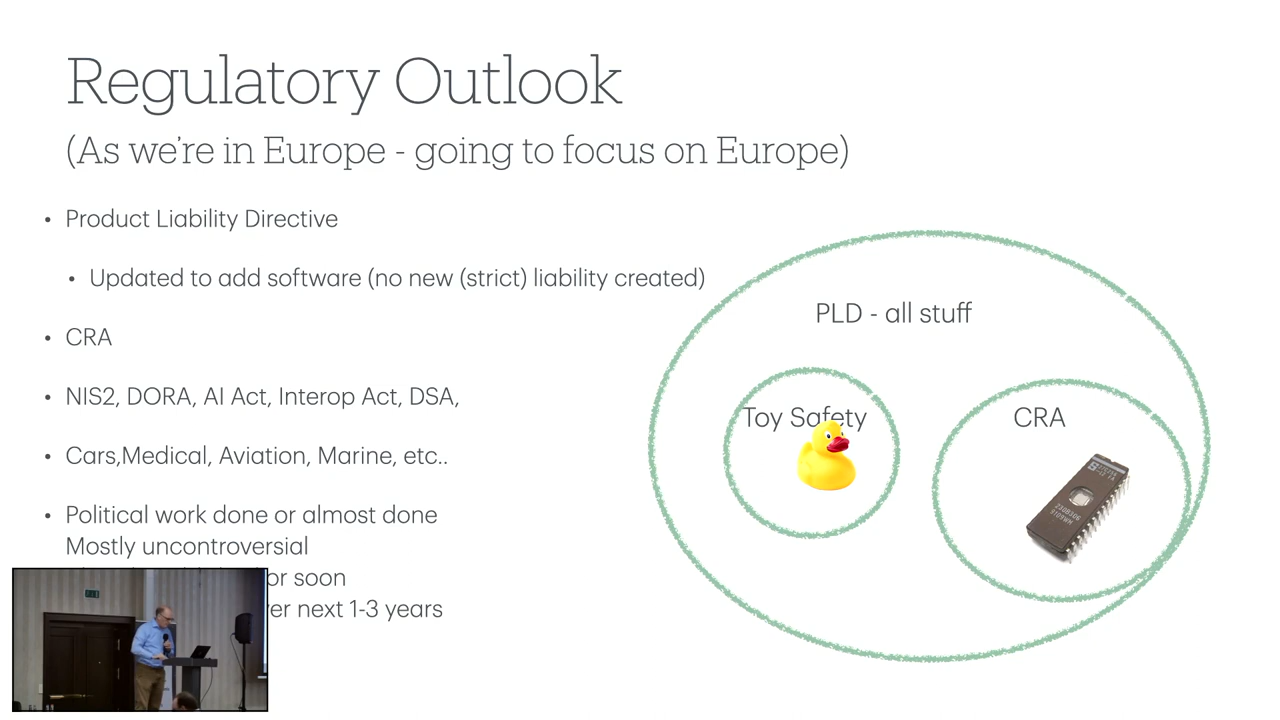 Regulatory Outlook
(As we're in Europe - going to focus on Europe)
• Product Liability Directive
• Updated to add software (no new (strict) liability created)
• CRA
• NIS2, DORA, AI Act, Interop Act, DSA,
• Cars,Medical, Aviation, Marine, etc..
• Political work done or almost done
Mostly uncontroversial
or soon
next 1-3 years
PLD - all stuff
Toy Safety
CRA